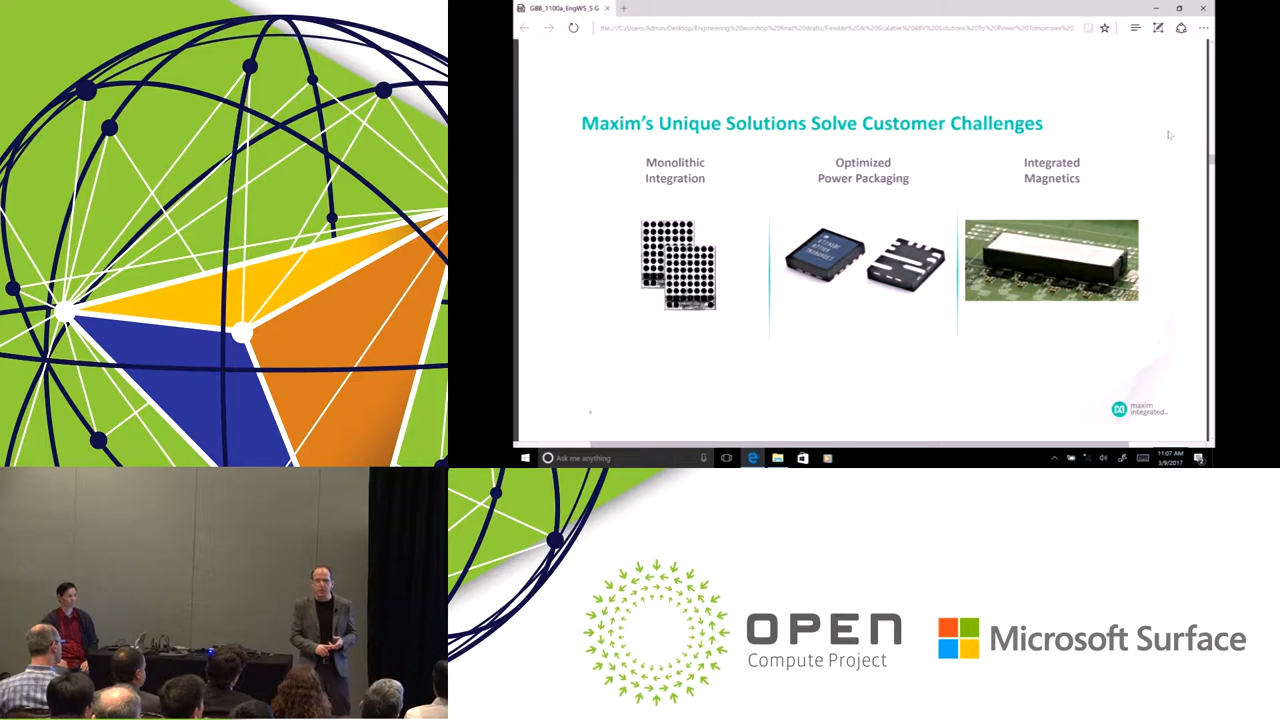 GBB_1100a_EngWS_S G
Maxim's Unique Solutions Solve Customer Challenges
Monolithic
Integration
Optimized
Power Packaging
Integrated
Magnetics
maxim
integrated
Ask me anything
11:07 AM
3/9/2017
OPEN
Compute Project
Microsoft Surface